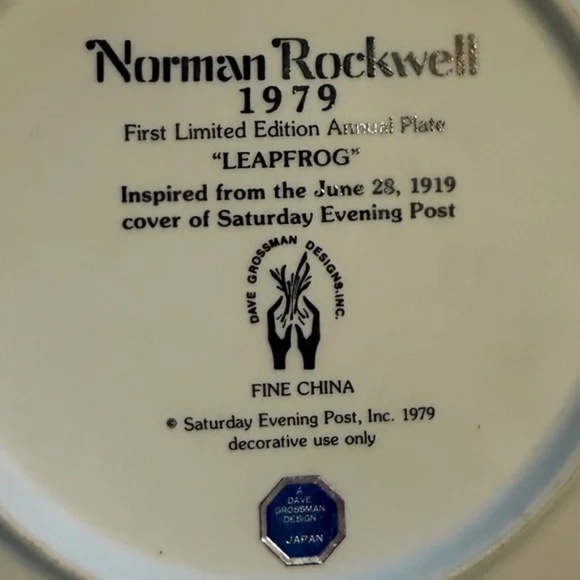 Norman Rockwell
1979
First Limited Edition Annual Plate
“LEAPFROG”
Inspired from the June 28, 1919
cover of Saturday Evening Post
DAVE GROSSMAN DESIGNS, INC.
FINE CHINA
© Saturday Evening Post, Inc. 1979
decorative use only
A
DAVE
GROSSMAN
DESIGN
JAPAN